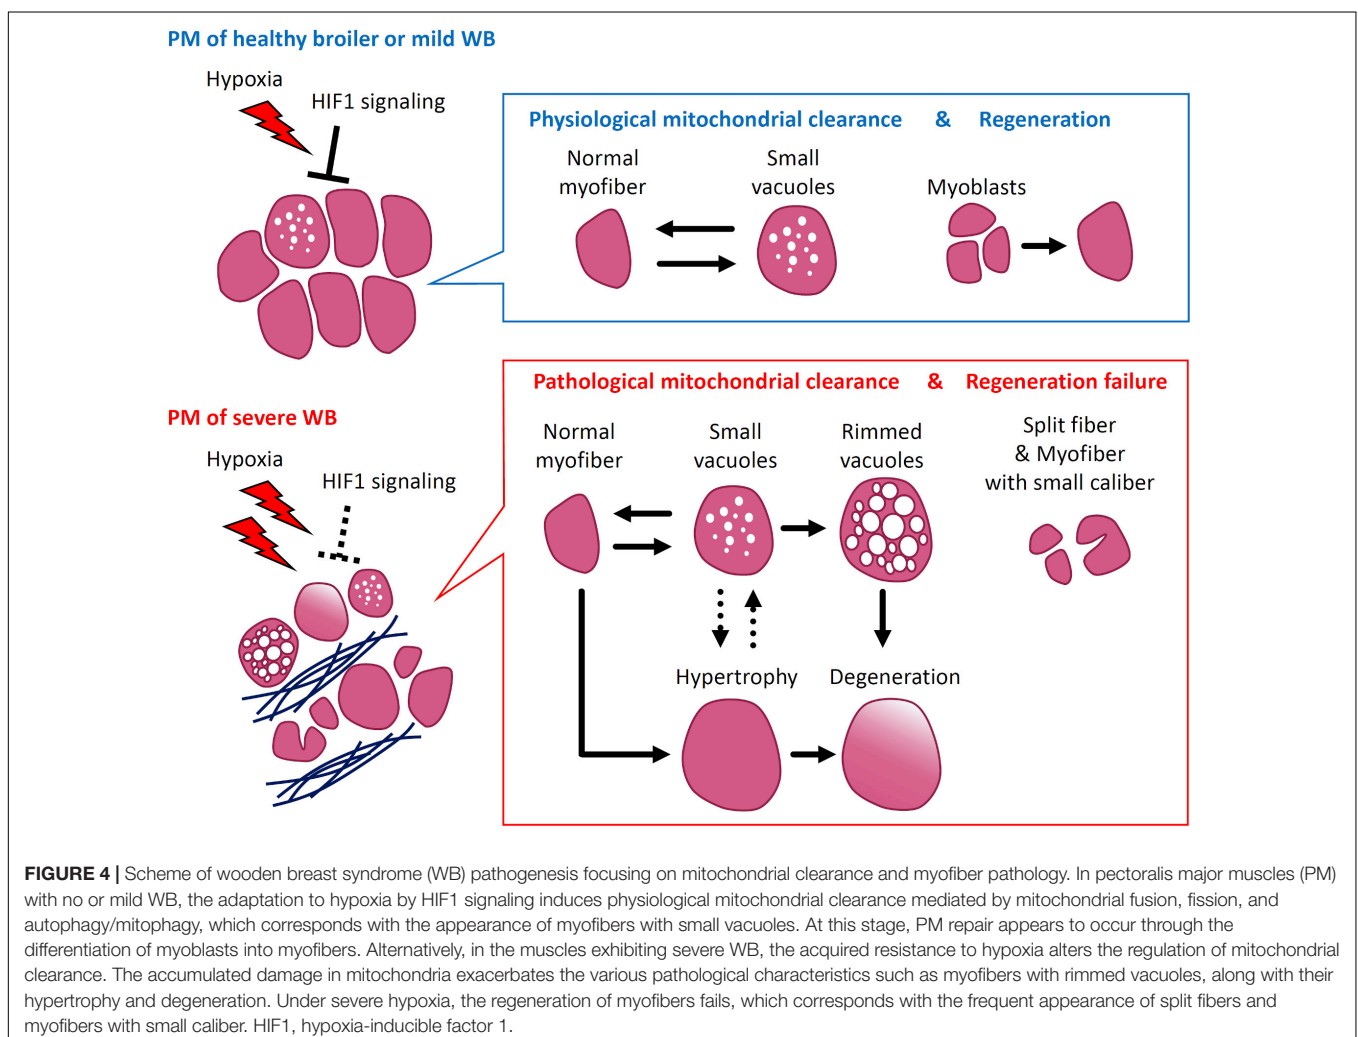 PM of healthy broiler or mild WB
Hypoxia
HIF1 signaling
Physiological mitochondrial clearance & Regeneration
Normal
myofiber
Small
vacuoles
Myoblasts
PM of severe WB
Hypoxia
HIF1 signaling
Pathological mitochondrial clearance & Regeneration failure
Normal
myofiber
Small
vacuoles
Rimmed
vacuoles
Split fiber
& Myofiber
with small caliber
Hypertrophy
Degeneration
FIGURE 4 | Scheme of wooden breast syndrome (WB) pathogenesis focusing on mitochondrial clearance and myofiber pathology. In pectoralis major muscles (PM)
with no or mild WB, the adaptation to hypoxia by HIF1 signaling induces physiological mitochondrial clearance mediated by mitochondrial fusion, fission, and
autophagy/mitophagy, which corresponds with the appearance of myofibers with small vacuoles. At this stage, PM repair appears to occur through the
differentiation of myoblasts into myofibers. Alternatively, in the muscles exhibiting severe WB, the acquired resistance to hypoxia alters the regulation of mitochondrial
clearance. The accumulated damage in mitochondria exacerbates the various pathological characteristics such as myofibers with rimmed vacuoles, along with their
hypertrophy and degeneration. Under severe hypoxia, the regeneration of myofibers fails, which corresponds with the frequent appearance of split fibers and
myofibers with small caliber. HIF1, hypoxia-inducible factor 1.